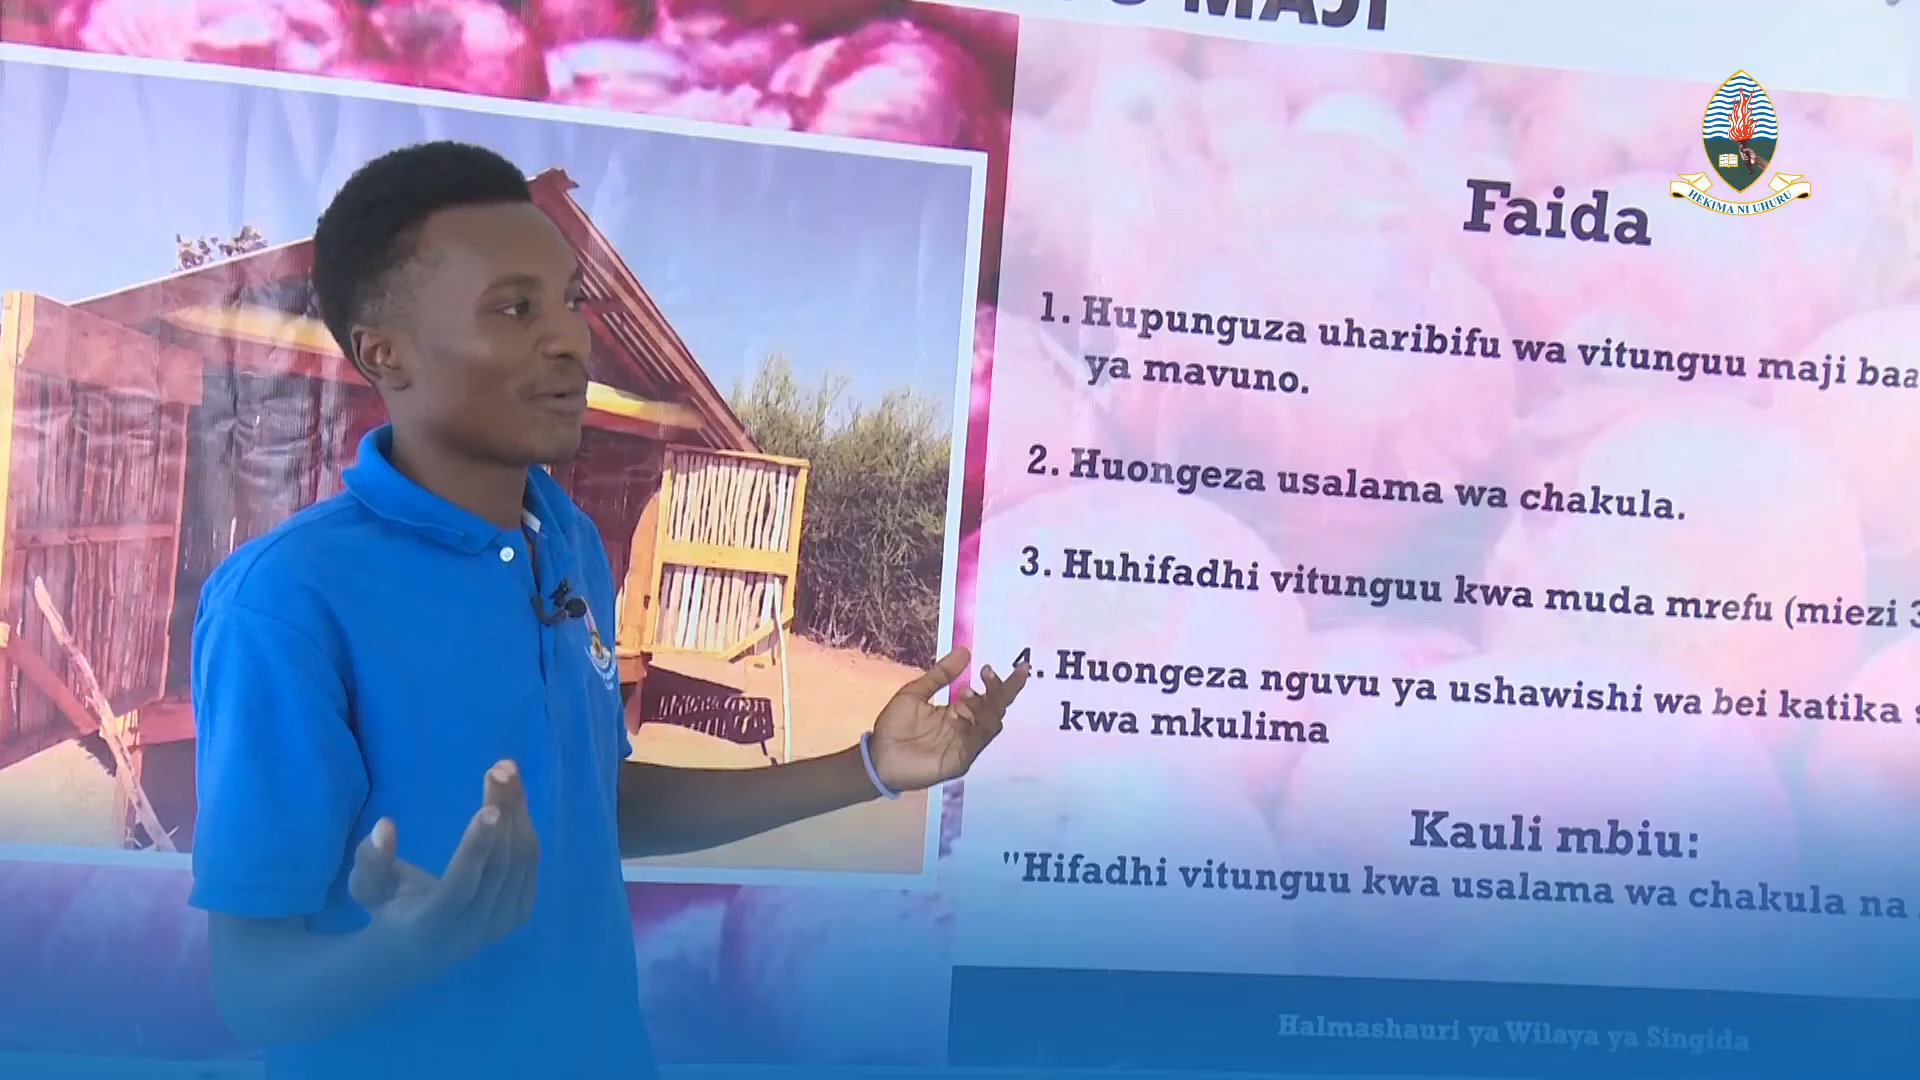 MAJI
HEKIMA NI UHURU
Faida
1. Hupunguza uharibifu wa vitunguu maji baa
ya mavuno.
2. Huongeza usalama wa chakula.
3. Huhifadhi vitunguu kwa muda mrefu (miezi 3
4. Huongeza nguvu ya ushawishi wa bei katika s
kwa mkulima
Kauli mbiu:
"Hifadhi vitunguu kwa usalama wa chakula na
Halmashauri ya Wilaya ya Singida